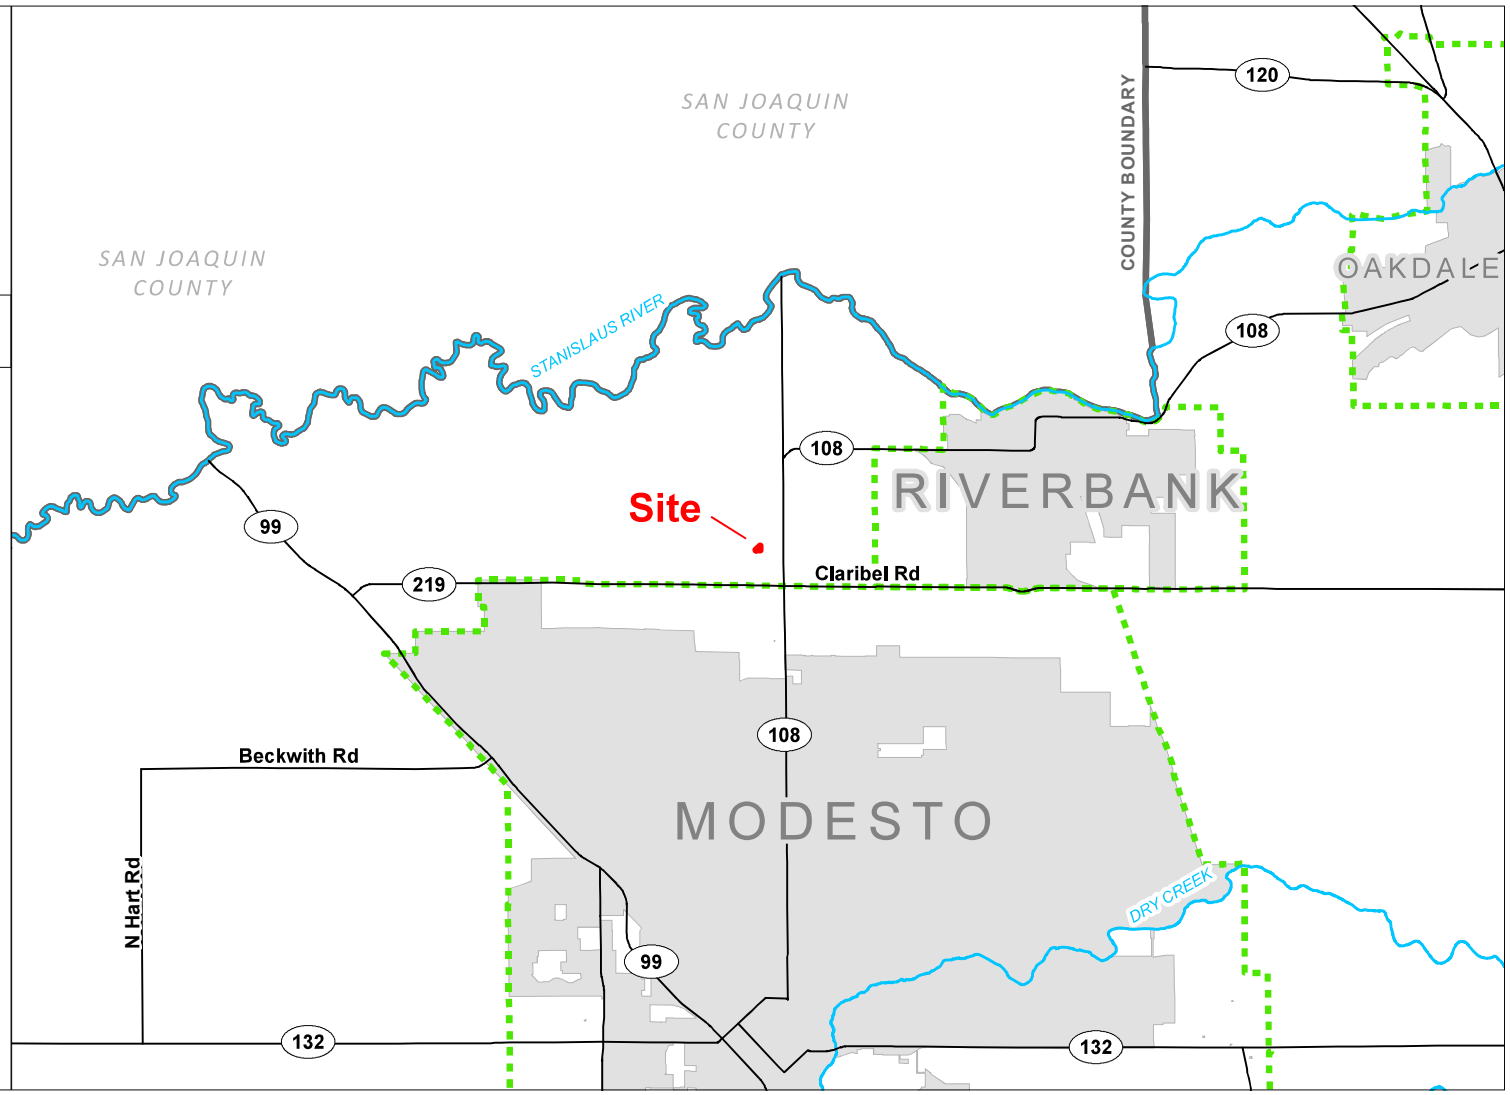 120
COUNTY BOUNDARY
SAN JOAQUIN
COUNTY
SAN JOAQUIN
COUNTY
OAKDALE
STANISLAUS RIVER
108
108
RIVERBANK
Site
99
Claribel Rd
219
108
Beckwith Rd
MODESTO
DRY CREEK
N Hart Rd
99
132
132